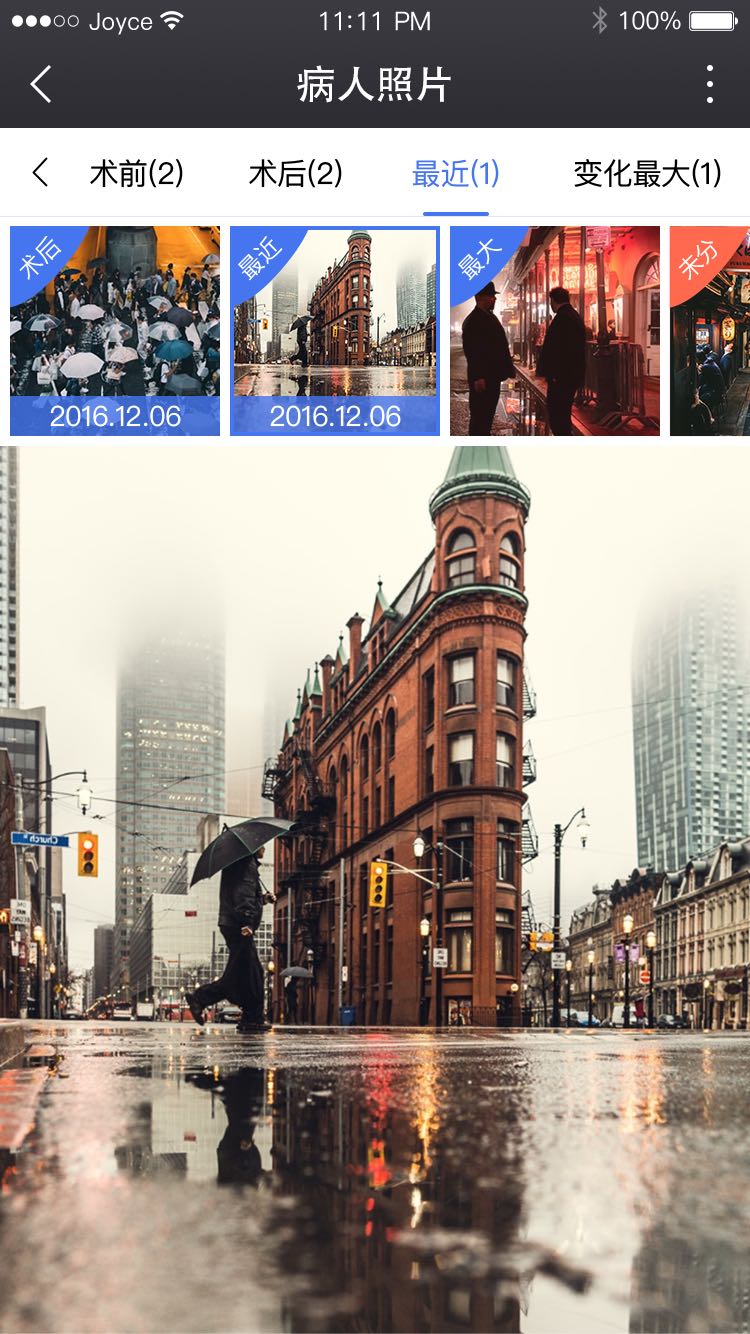 Joyce 11:11 PM 100%
病人照片
术前(2) 术后(2) 最近(1) 变化最大(1)
术后 最近 最大 未分
2016.12.06 2016.12.06
Church